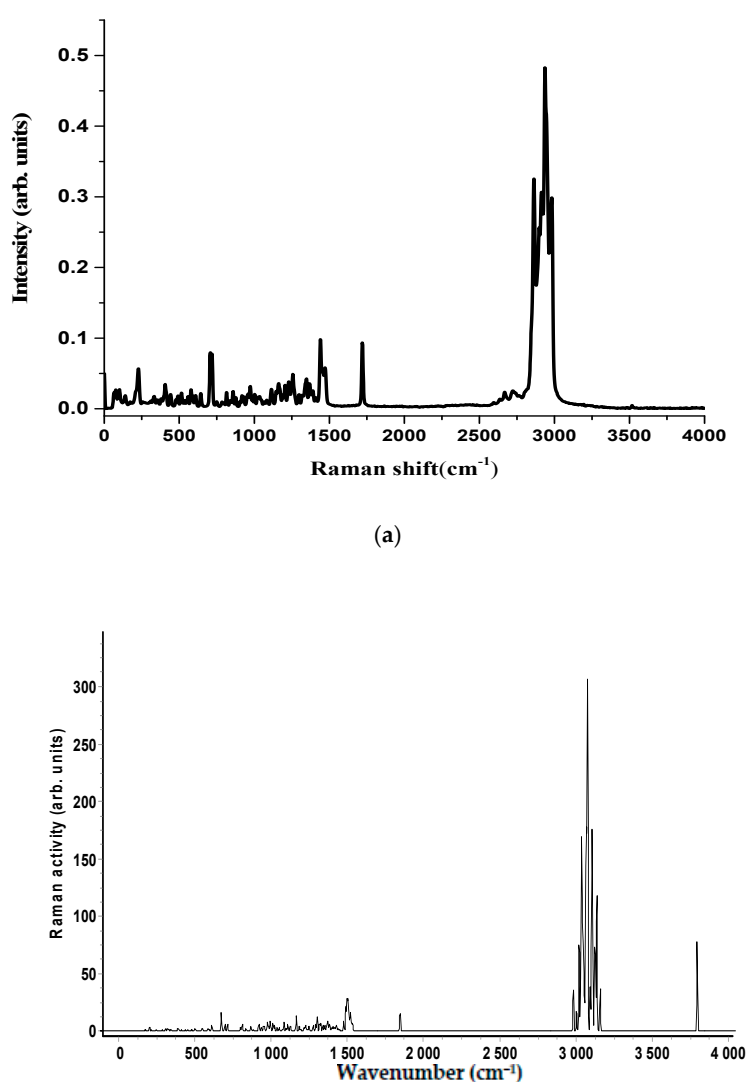 Intensity (arb. units)
0.5
0.4
0.3
0.2
0.1
0.0
0 500 1000 1500 2000 2500 3000 3500 4000
Raman shift(cm-1)
(a)
Raman activity (arb. units)
300
250
200
150
100
50
0
0 500 1 000 1 500 2 000 2 500 3 000 3 500 4 000
Wavenumber (cm-1)